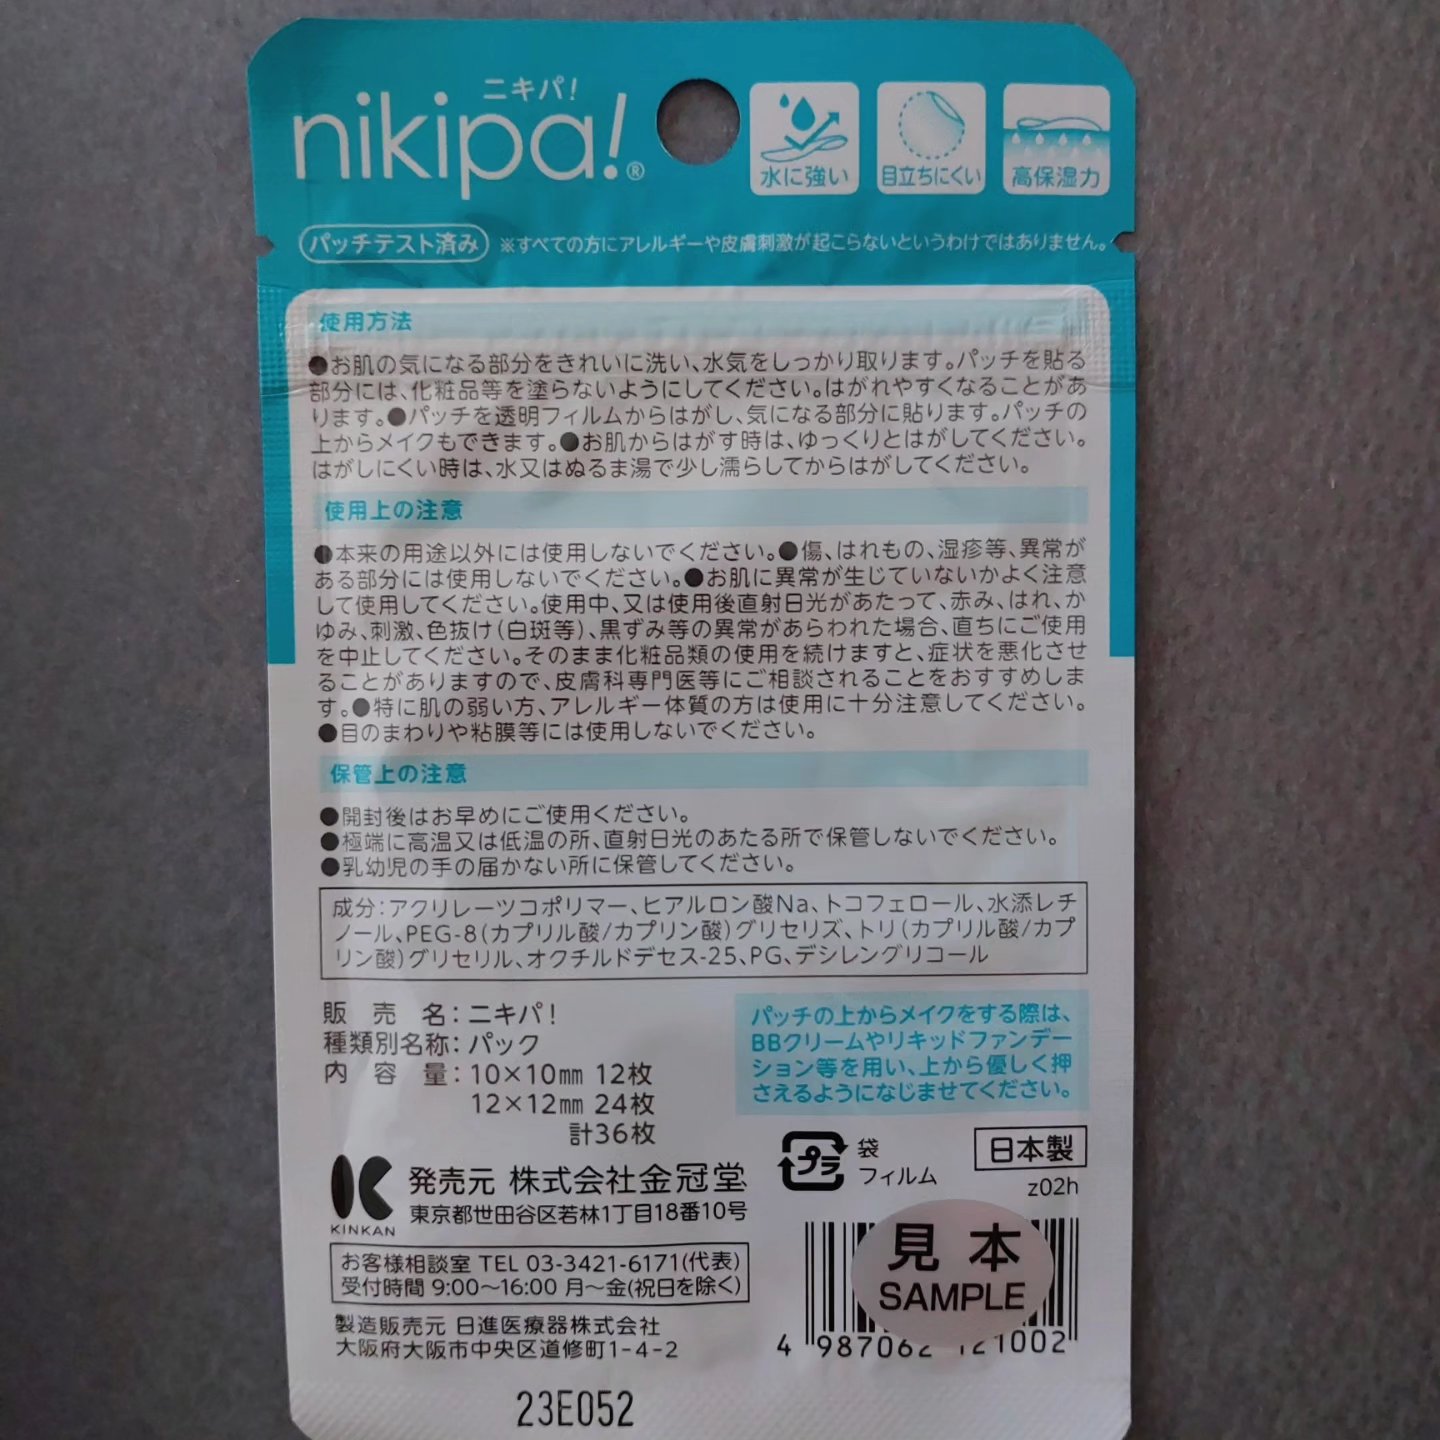 ニキパ!
nikipa!®
水に強い
目立ちにくい
高保湿力
パッチテスト済み ※すべての方にアレルギーや皮膚刺激が起こらないというわけではありません。
使用方法
●お肌の気になる部分をきれいに洗い、水気をしっかり取ります。パッチを貼る
部分には、化粧品等を塗らないようにしてください。はがれやすくなることがあ
ります。●パッチを透明フィルムからはがし、気になる部分に貼ります。パッチの
上からメイクもできます。●お肌からはがす時は、ゆっくりとはがしてください。
はがしにくい時は、水又はぬるま湯で少し濡らしてからはがしてください。
使用上の注意
●本来の用途以外には使用しないでください。●傷、はれもの、湿疹等、異常が
ある部分には使用しないでください。●お肌に異常が生じていないかよく注意
して使用してください。使用中、又は使用後直射日光があたって、赤み、はれ、か
ゆみ、刺激、色抜け(白斑等)、黒ずみ等の異常があらわれた場合、直ちにご使用
を中止してください。そのまま化粧品類の使用を続けますと、症状を悪化させ
ることがありますので、皮膚科専門医等にご相談されることをおすすめしま
す。●特に肌の弱い方、アレルギー体質の方は使用に十分注意してください。
●目のまわりや粘膜等には使用しないでください。
保管上の注意
●開封後はお早めにご使用ください。
●極端に高温又は低温の所、直射日光のあたる所で保管しないでください。
●乳幼児の手の届かない所に保管してください。
成分:アクリレーツコポリマー、ヒアルロン酸Na、トコフェロール、水添レチ
ノール、PEG-8(カプリル酸/カプリン酸)グリセリズ、トリ(カプリル酸/カプ
リン酸)グリセリル、オクチルドデセス-25、PG、デシレングリコール
販売名:ニキパ!
種類別名称:パック
内容量:10×10㎜ 12枚
12×12㎜ 24枚
計36枚
パッチの上からメイクをする際は、
BBクリームやリキッドファンデー
ション等を用い、上から優しく押
さえるようになじませてください。
プラ
袋
フィルム
日本製
z02h
KINKAN
発売元 株式会社金冠堂
東京都世田谷区若林1丁目18番10号
お客様相談室 TEL 03-3421-6171(代表)
受付時間 9:00〜16:00 月〜金(祝日を除く)
製造販売元 日進医療器株式会社
大阪府大阪市中央区道修町1-4-2
見本
SAMPLE
4 987062 121002
23E052